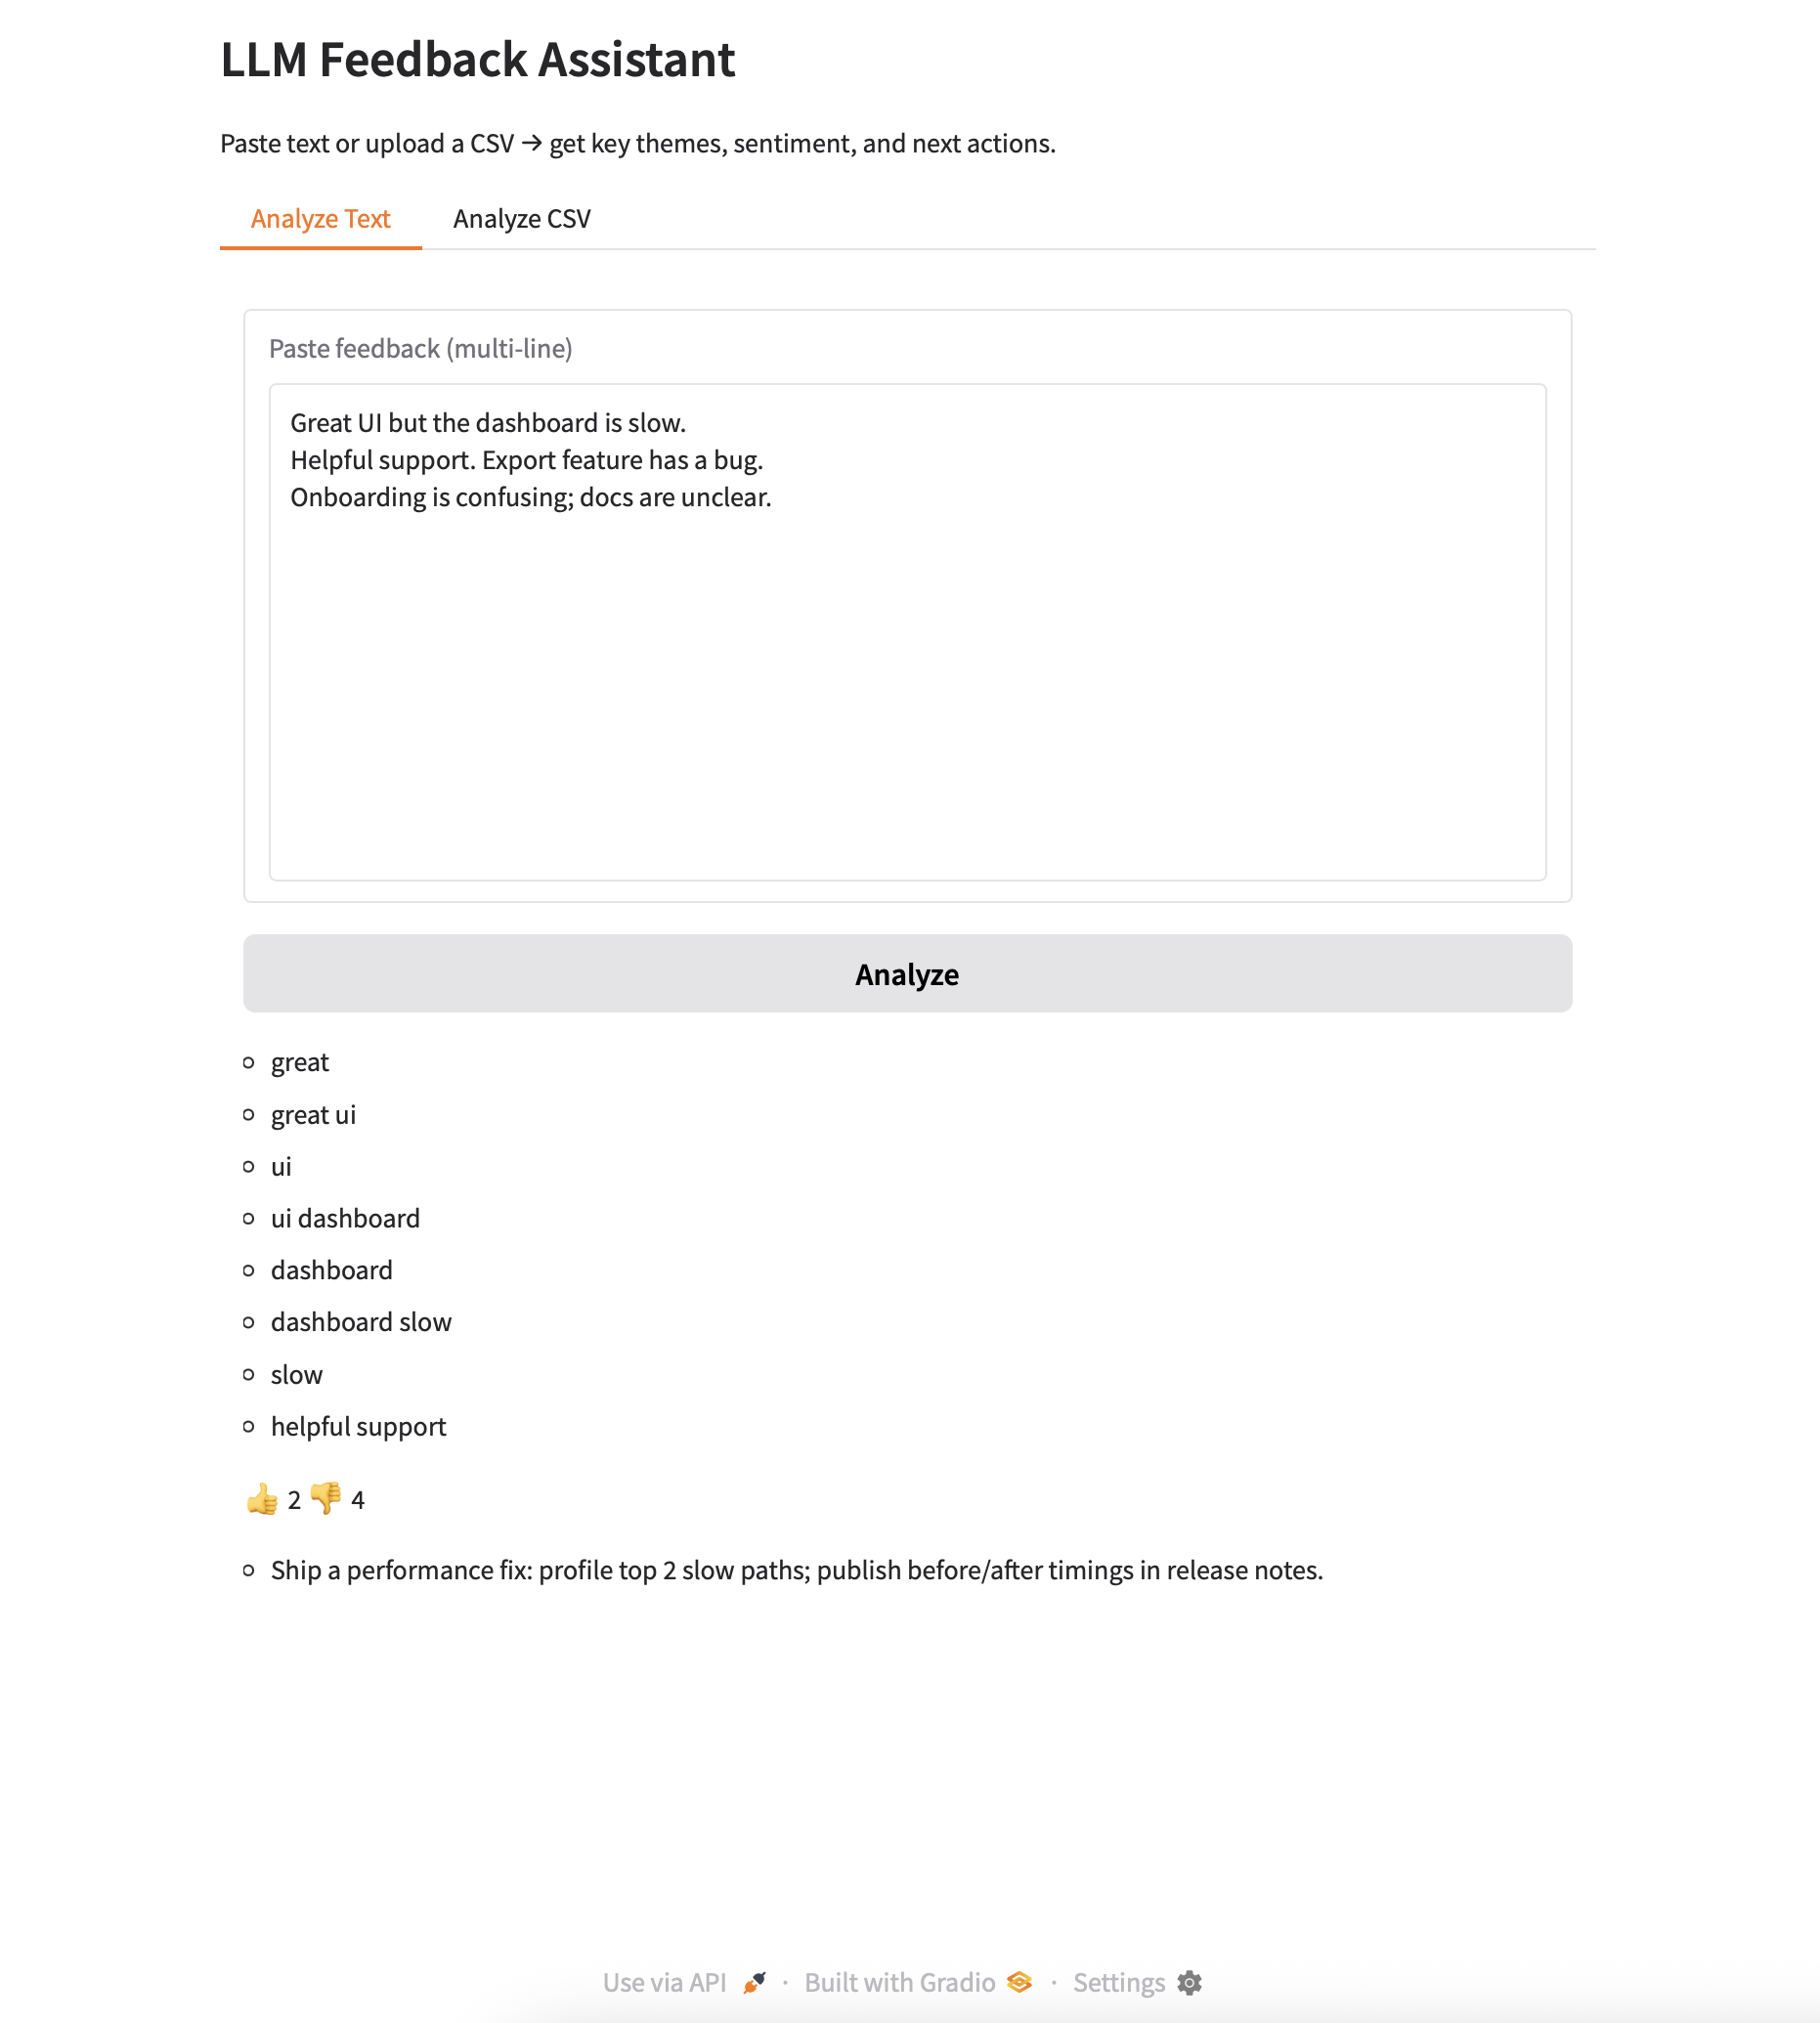 LLM Feedback Assistant
Paste text or upload a CSV → get key themes, sentiment, and next actions.
Analyze Text
Analyze CSV
Paste feedback (multi-line)
Great UI but the dashboard is slow.
Helpful support. Export feature has a bug.
Onboarding is confusing; docs are unclear.
Analyze
great
great ui
ui
ui dashboard
dashboard
dashboard slow
slow
helpful support
👍 2 👎 4
Ship a performance fix: profile top 2 slow paths; publish before/after timings in release notes.
Use via API · Built with Gradio · Settings